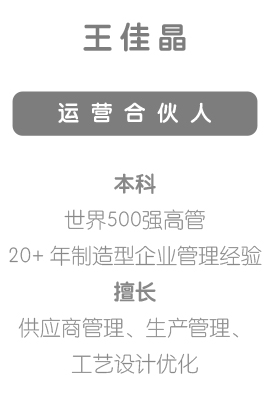 王佳晶
运营合伙人
本科
世界500强高管
20+ 年制造型企业管理经验
擅长
供应商管理、生产管理、
工艺设计优化